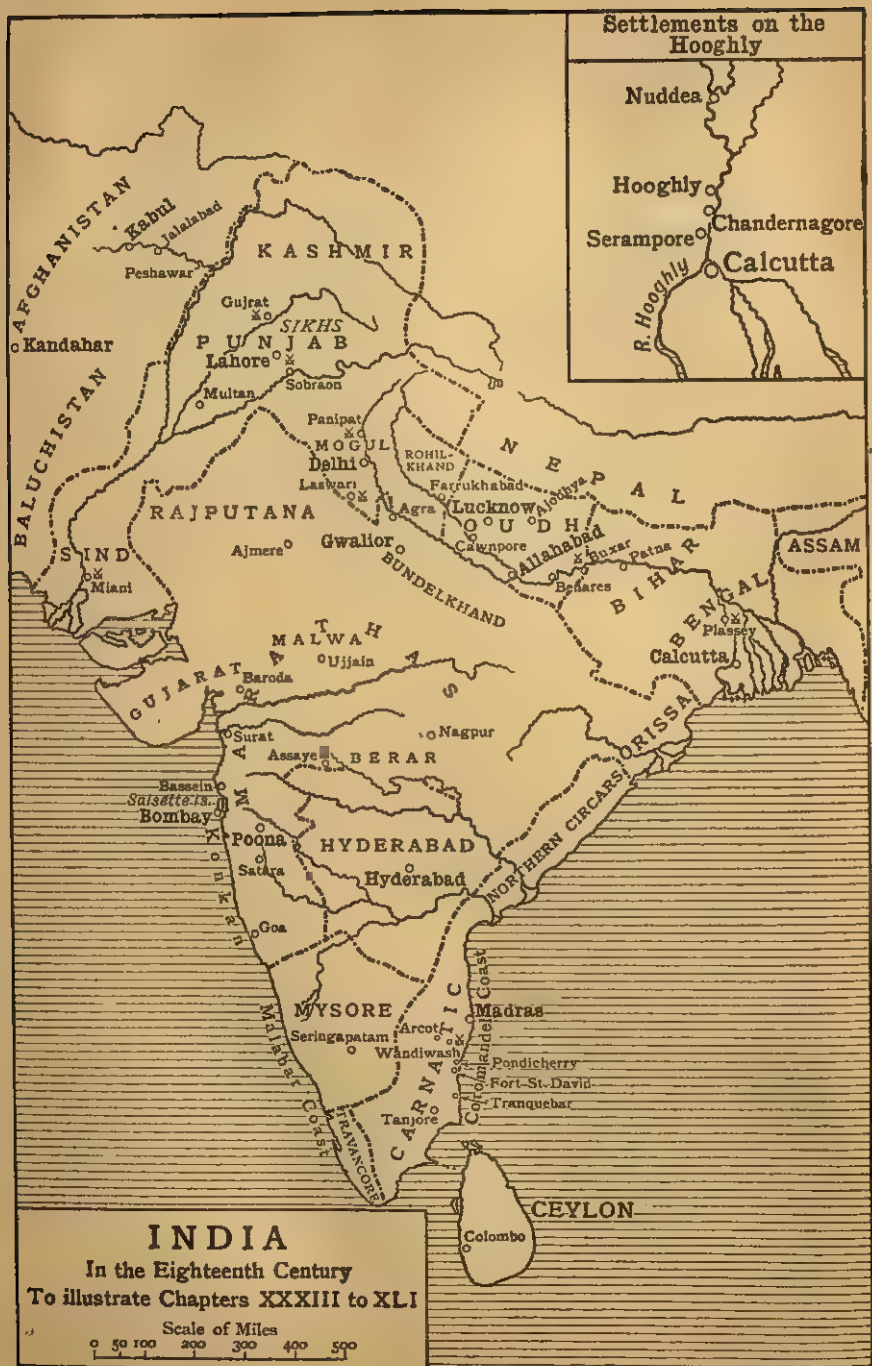 Settlements on the
Hooghly
Nuddea
Hooghly
Chandernagore
Serampore
Calcutta
R. Hooghly
AFGHANISTAN
Kabul
Jalalabad
Peshawar
KASHMIR
Gujrat
SIKHS
PUNJAB
Kandahar
Lahore
Sobraon
Multan
BALUCHISTAN
Panipat
MOGUL
Delhi
ROHIL-
KHAND
NEPAL
Farrukhabad
Laswari
Lucknow
Ajodhya
RAJPUTANA
Agra
OUDH
Cawnpore
Ajmere
Gwalior
Allahabad
Buxar
Patna
ASSAM
SIND
Miani
Benares
BIHAR
BUNDELKHAND
BENGAL
Plassey
MARATHAS
MALWA
Ujjain
Calcutta
GUJARAT
Baroda
ORISSA
Surat
Nagpur
Assaye
BERAR
Bassein
Salsette Is.
Bombay
NORTHERN CIRCARS
Poona
HYDERABAD
Satara
Hyderabad
Konkan
Goa
MYSORE
Madras
Coromandel Coast
Arcot
Seringapatam
Wandiwash
CARNATIC
Malabar Coast
Pondicherry
Fort St. David
Tranquebar
Tanjore
TRAVANCORE
CEYLON
Colombo
INDIA
In the Eighteenth Century
To illustrate Chapters XXXIII to XLI
Scale of Miles
0 50 100 200 300 400 500